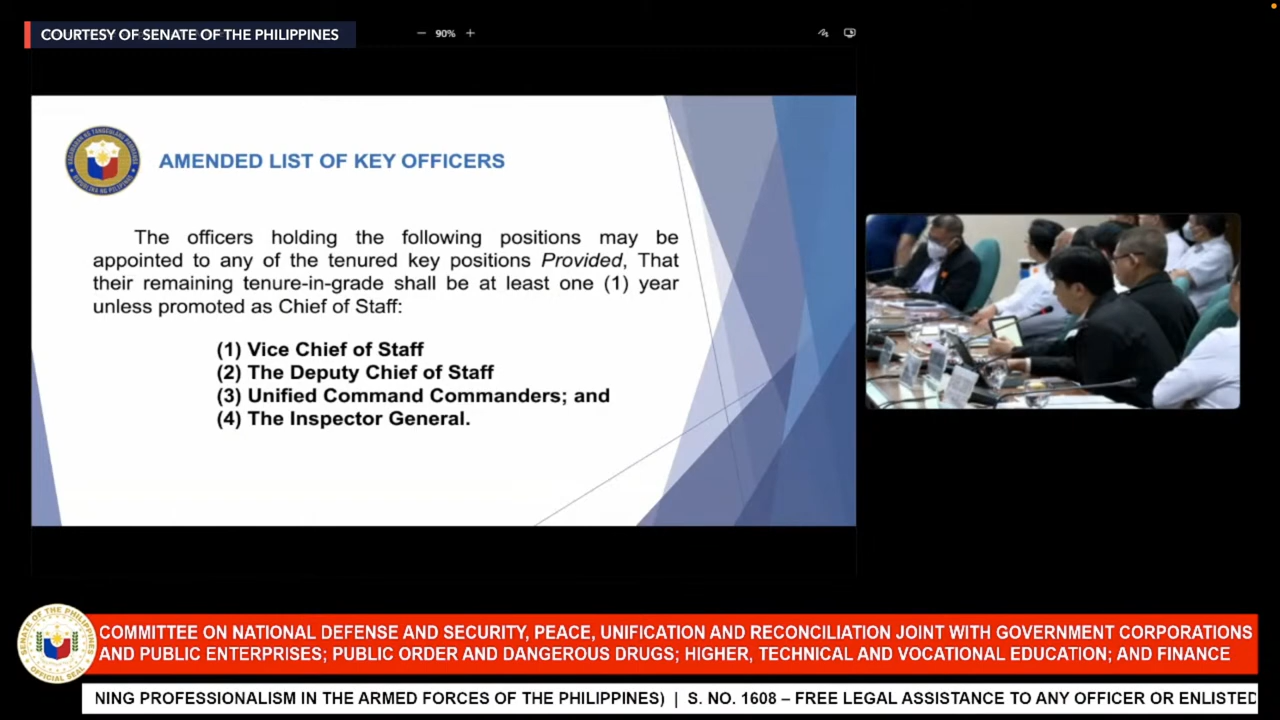 COURTESY OF SENATE OF THE PHILIPPINES
90%
AMENDED LIST OF KEY OFFICERS
The officers holding the following positions may be
appointed to any of the tenured key positions Provided, That
their remaining tenure-in-grade shall be at least one (1) year
unless promoted as Chief of Staff:
(1) Vice Chief of Staff
(2) The Deputy Chief of Staff
(3) Unified Command Commanders; and
(4) The Inspector General.
COMMITTEE ON NATIONAL DEFENSE AND SECURITY, PEACE, UNIFICATION AND RECONCILIATION JOINT WITH GOVERNMENT CORPORATIONS
AND PUBLIC ENTERPRISES; PUBLIC ORDER AND DANGEROUS DRUGS; HIGHER, TECHNICAL AND VOCATIONAL EDUCATION; AND FINANCE
NING PROFESSIONALISM IN THE ARMED FORCES OF THE PHILIPPINES) | S. NO. 1608 – FREE LEGAL ASSISTANCE TO ANY OFFICER OR ENLISTED